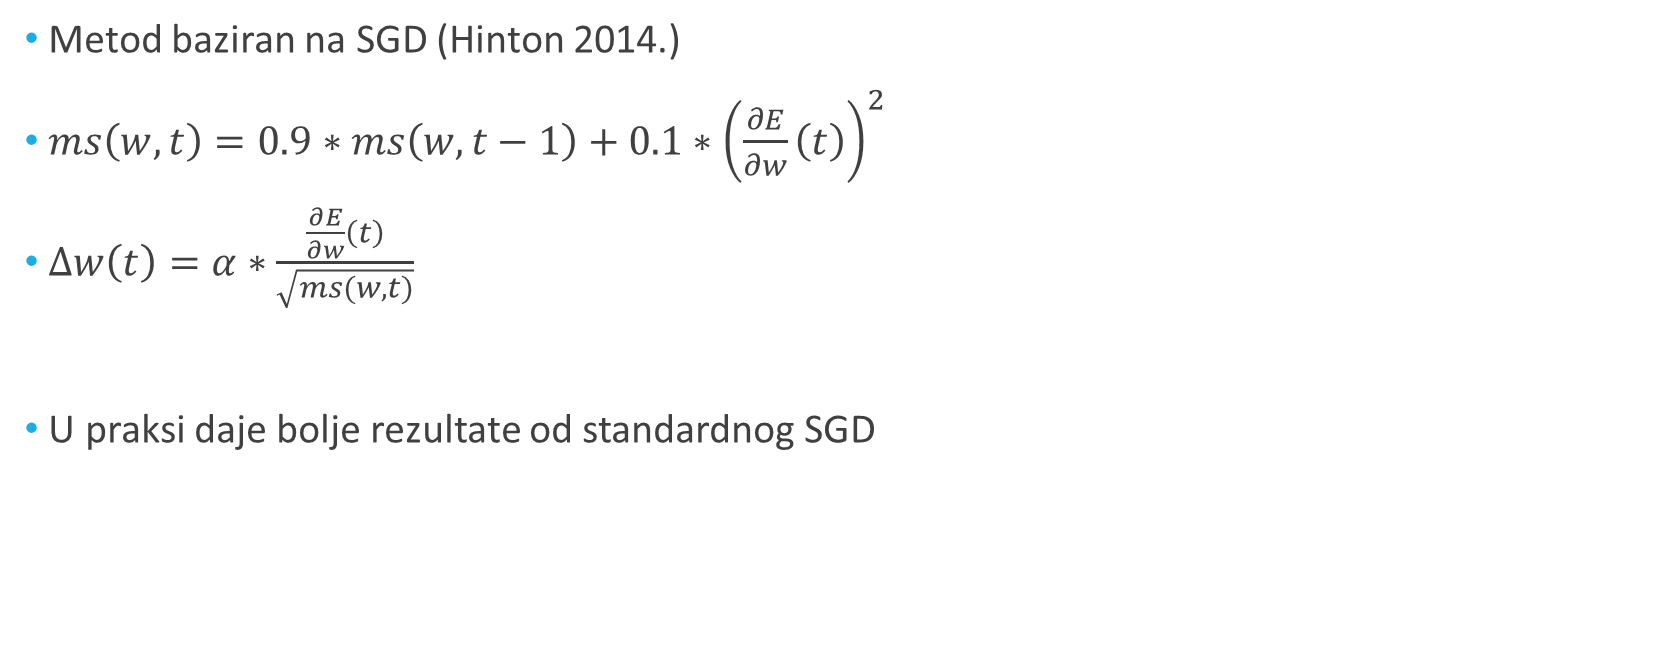 • Metod baziran na SGD (Hinton 2014.)
• ms(w, t) = 0.9 ∗ ms(w, t − 1) + 0.1 ∗ (∂E/∂w (t))²
• Δw(t) = α ∗ ∂E/∂w (t) / √ms(w,t)
• U praksi daje bolje rezultate od standardnog SGD